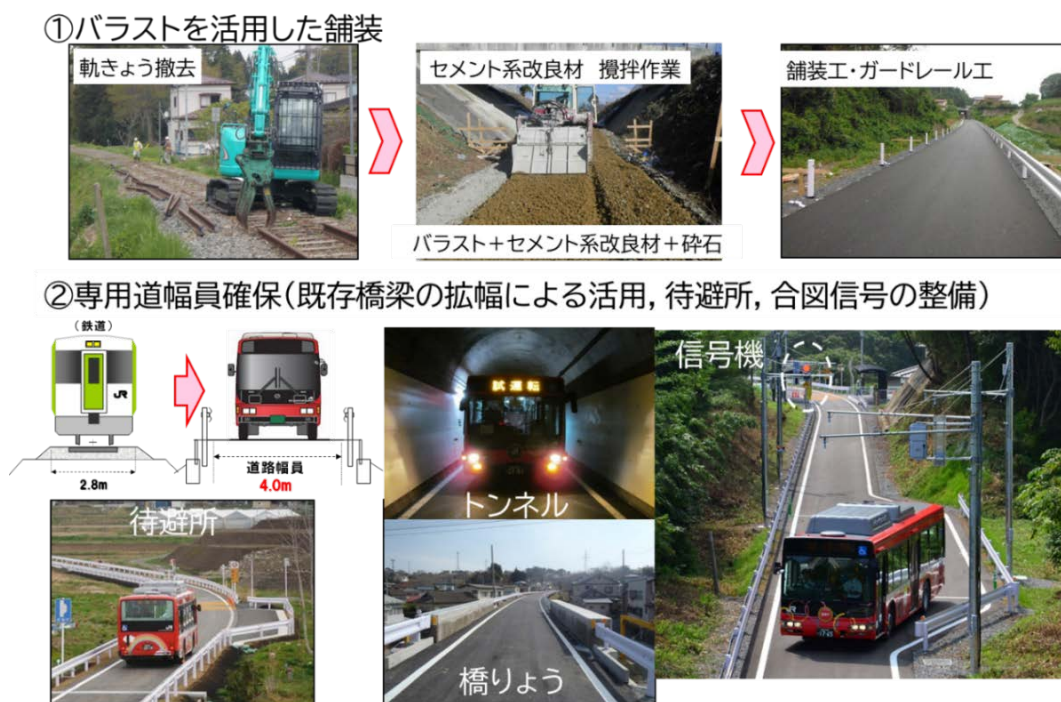 ①バラストを活用した舗装
軌きょう撤去
セメント系改良材 攪拌作業
舗装工・ガードレール工
バラスト＋セメント系改良材＋砕石
②専用道幅員確保(既存橋梁の拡幅による活用,待避所,合図信号の整備)
(鉄道)
JR
2.8m
道路幅員
4.0m
試運転
トンネル
信号機
待避所
橋りょう